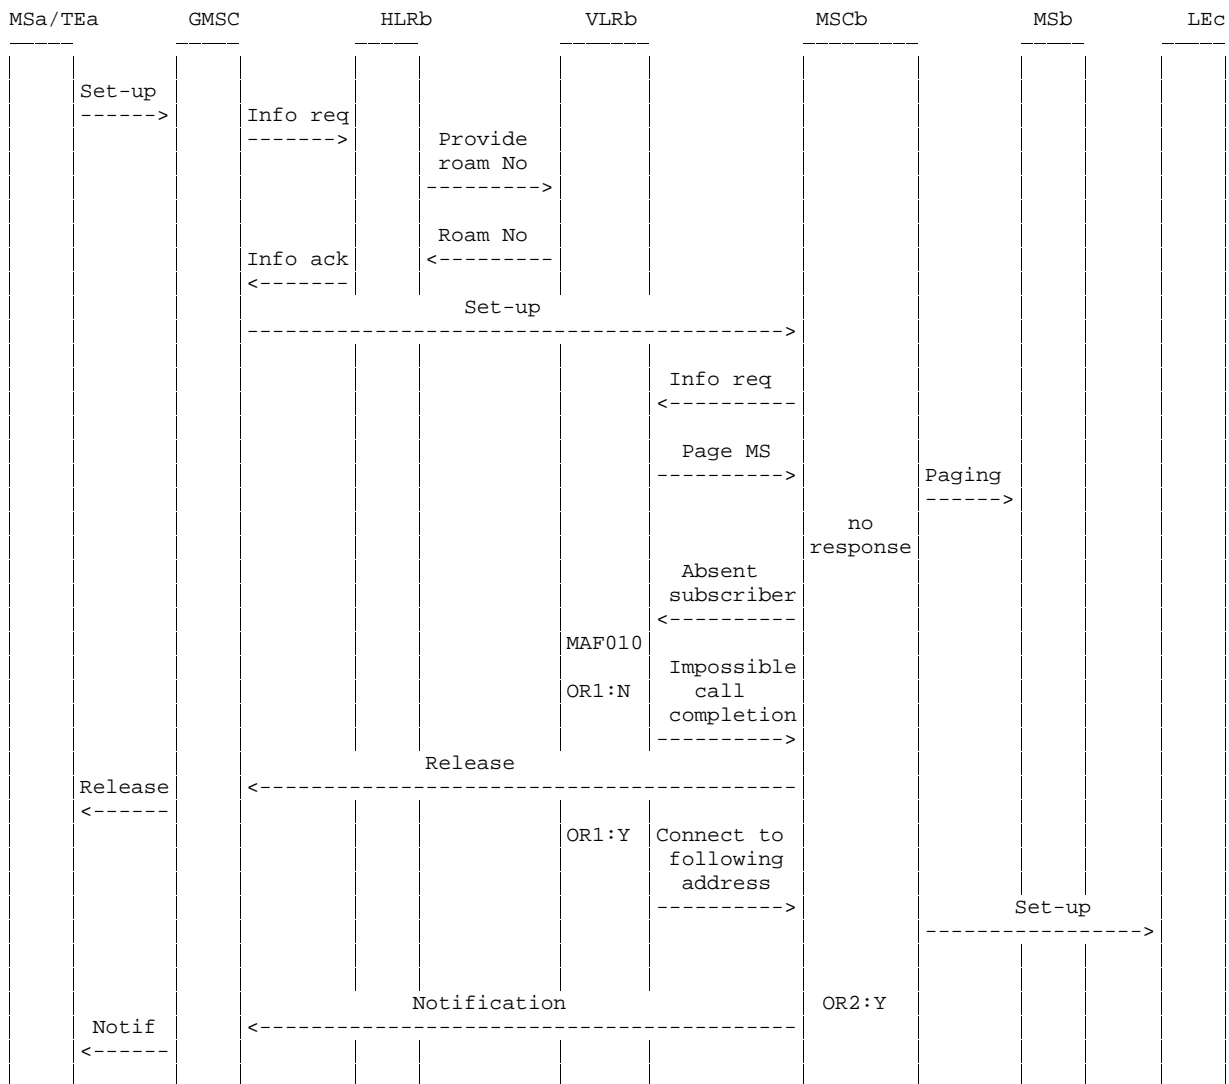 MSa/TEa GMSC HLRb VLRb MSCb MSb LEc
Set-up
------> Info req
-------> Provide
roam No
--------->
Roam No
Info ack <---------
<-------
Set-up
------------------------------------------>
Info req
<----------
Page MS
----------> Paging
------>
no
response
Absent
subscriber
<----------
MAF010
Impossible
OR1:N call
completion
---------->
Release
Release <------------------------------------------
<------
OR1:Y Connect to
following
address
----------> Set-up
----------------->
Notification OR2:Y
Notif <------------------------------------------
<------